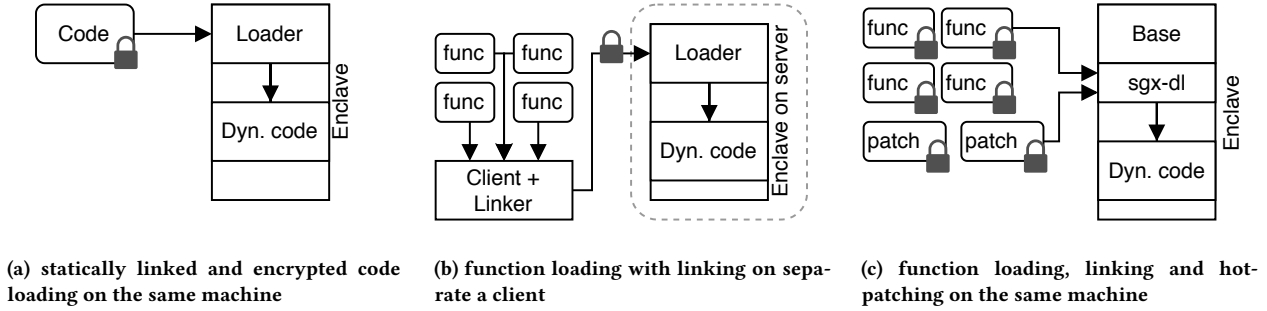 Code
Loader
Dyn. code
Enclave
func
func
func
func
Client +
Linker
Loader
Dyn. code
Enclave on server
func
func
func
func
patch
patch
Base
sgx-dl
Dyn. code
Enclave
(a) statically linked and encrypted code
loading on the same machine
(b) function loading with linking on sepa-
rate a client
(c) function loading, linking and hot-
patching on the same machine